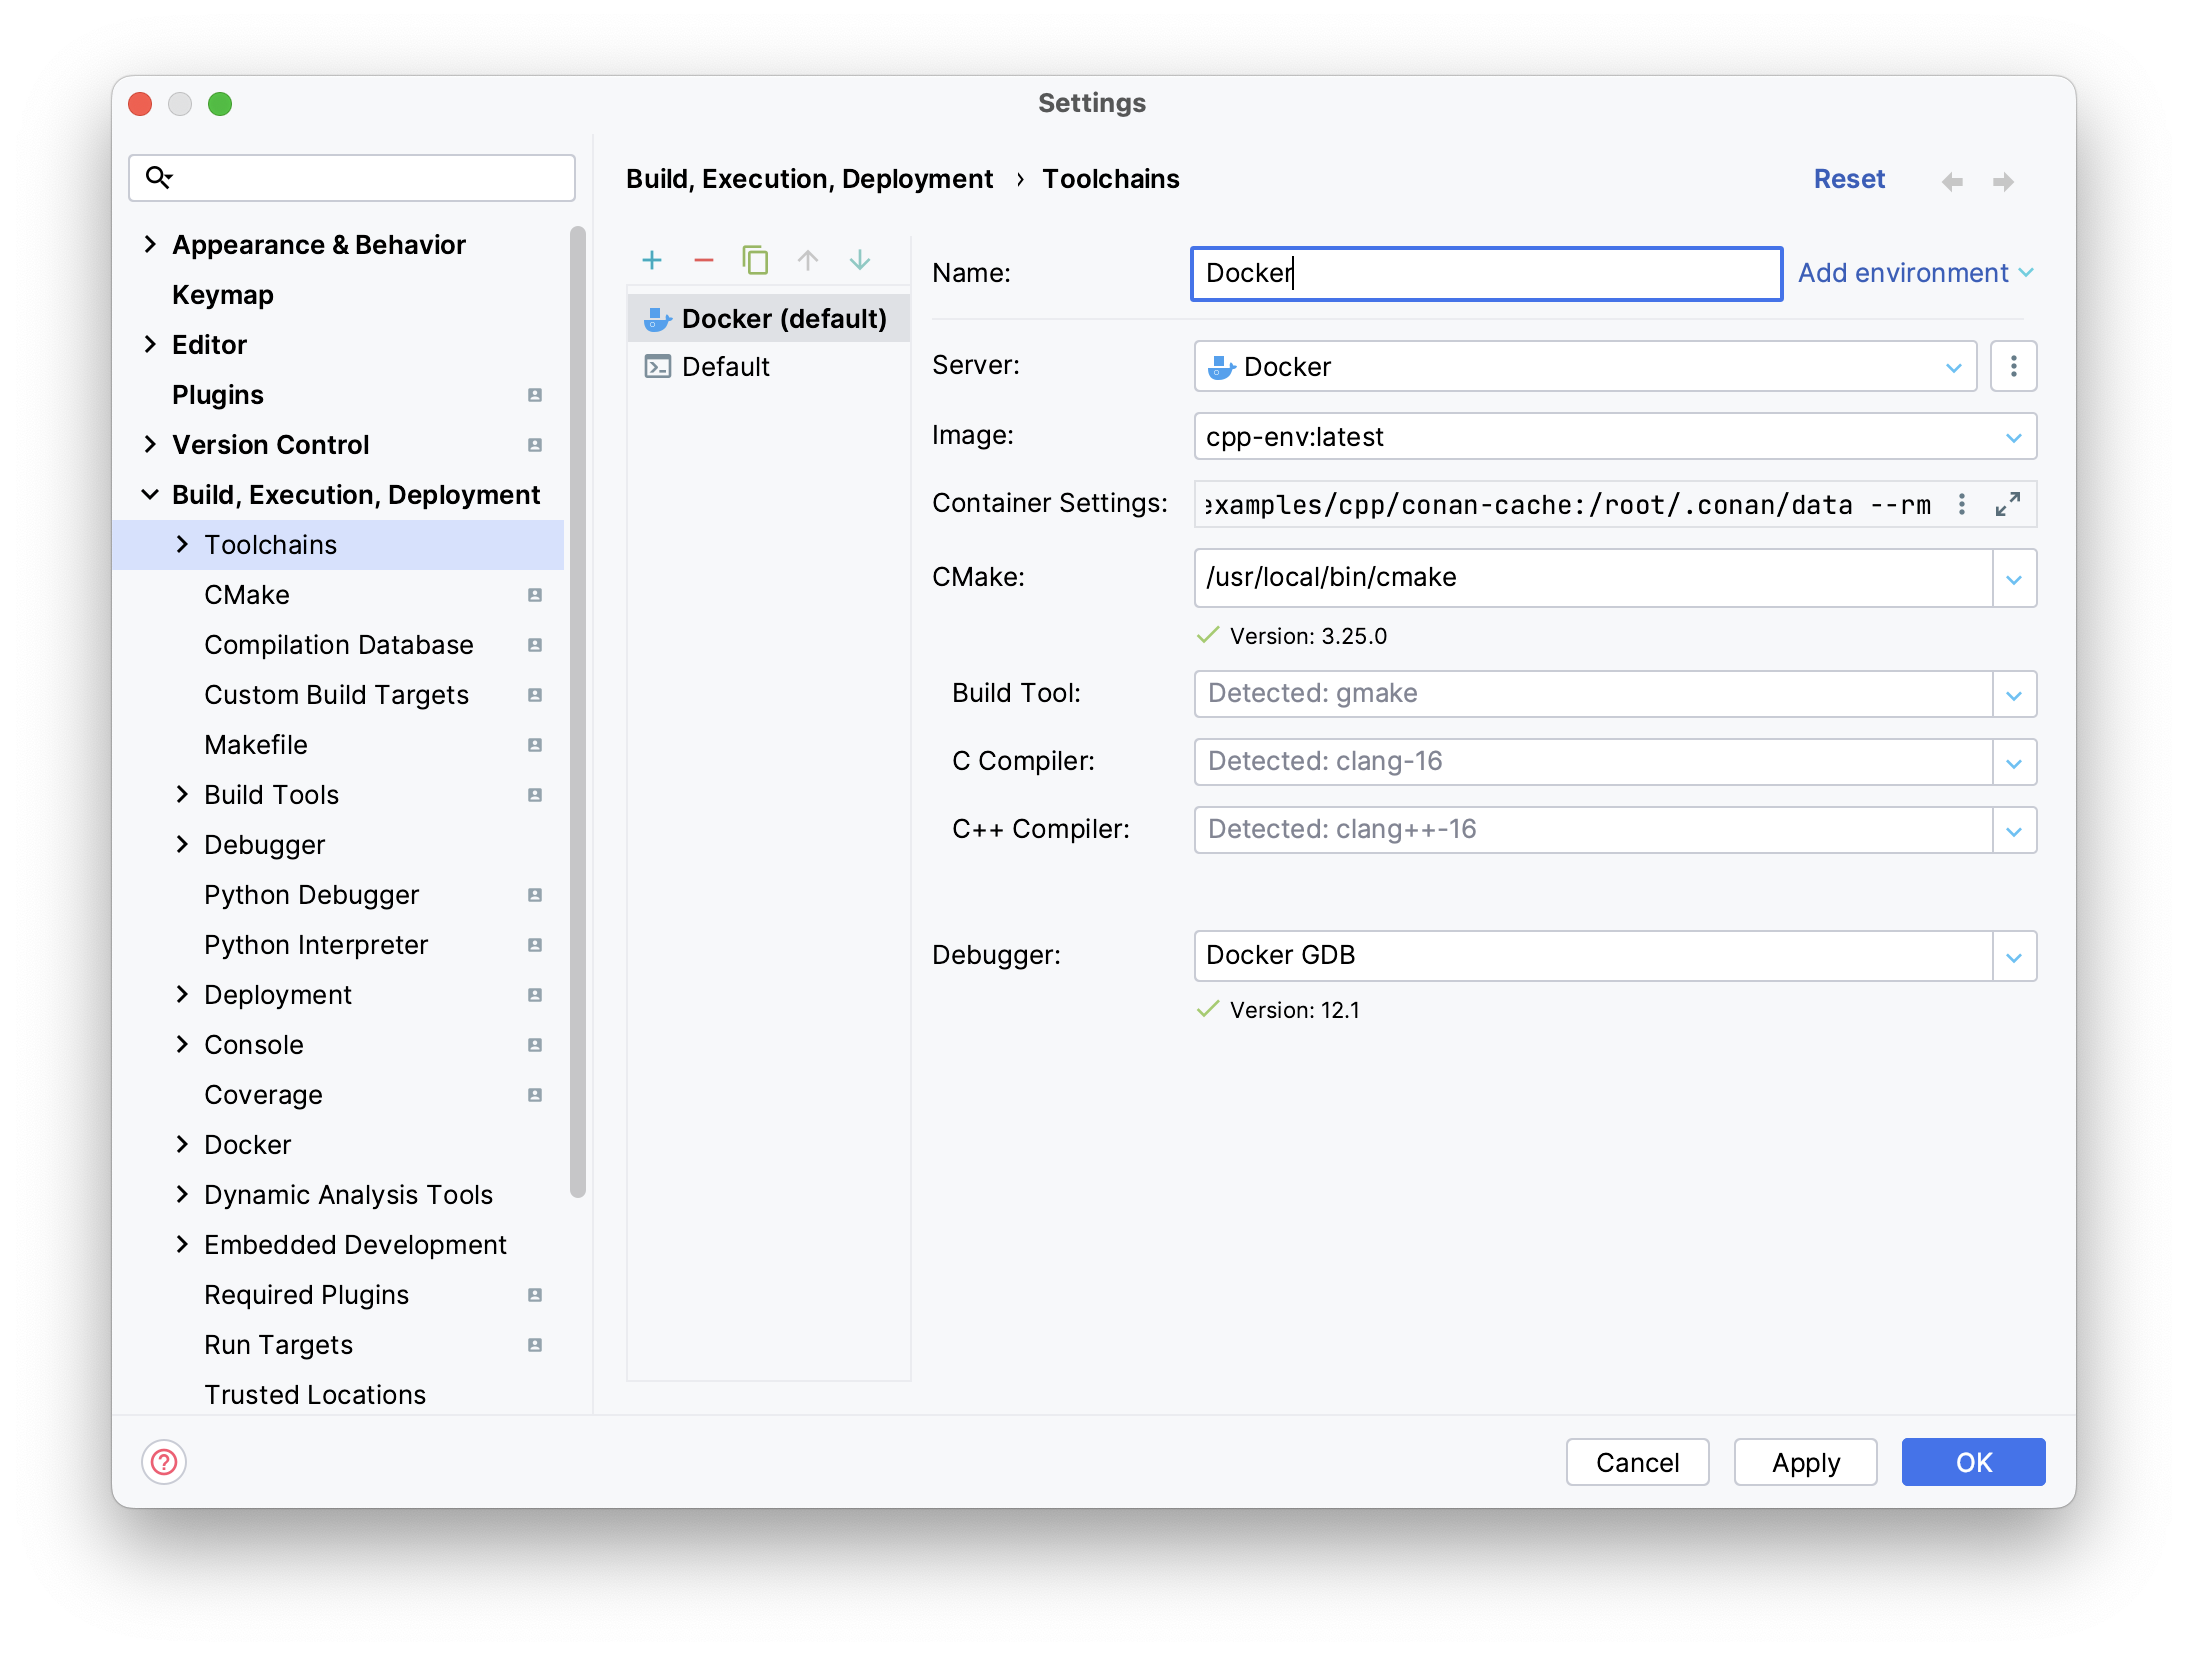 Settings
Appearance & Behavior
Keymap
Editor
Plugins
Version Control
Build, Execution, Deployment
Toolchains
CMake
Compilation Database
Custom Build Targets
Makefile
Build Tools
Debugger
Python Debugger
Python Interpreter
Deployment
Console
Coverage
Docker
Dynamic Analysis Tools
Embedded Development
Required Plugins
Run Targets
Trusted Locations
Build, Execution, Deployment › Toolchains
Reset
Docker (default)
Default
Name: Docker Add environment
Server: Docker
Image: cpp-env:latest
Container Settings: examples/cpp/conan-cache:/root/.conan/data --rm
CMake: /usr/local/bin/cmake
Version: 3.25.0
Build Tool: Detected: gmake
C Compiler: Detected: clang-16
C++ Compiler: Detected: clang++-16
Debugger: Docker GDB
Version: 12.1
?
Cancel Apply OK